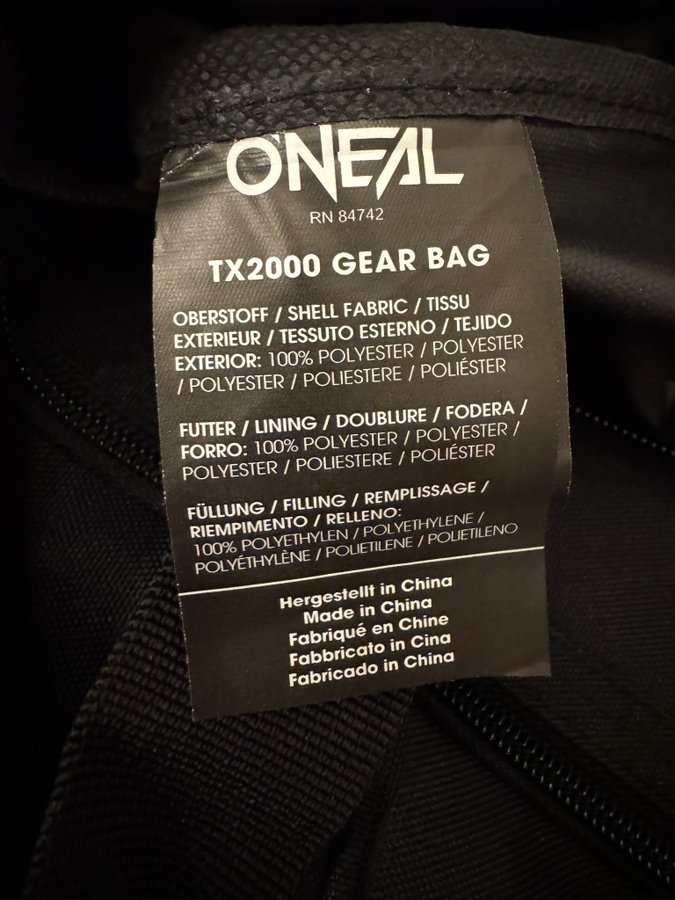 ONEAL
RN 84742
TX2000 GEAR BAG
OBERSTOFF / SHELL FABRIC / TISSU
EXTERIEUR / TESSUTO ESTERNO / TEJIDO
EXTERIOR: 100% POLYESTER / POLYESTER
/ POLYESTER / POLIESTERE / POLIÉSTER
FUTTER / LINING / DOUBLURE / FODERA /
FORRO: 100% POLYESTER / POLYESTER /
POLYESTER / POLIESTERE / POLIÉSTER
FÜLLUNG / FILLING / REMPLISSAGE /
RIEMPIMENTO / RELLENO:
100% POLYETHYLEN / POLYETHYLENE /
POLYÉTHYLÈNE / POLIETILENE / POLIETILENO
Hergestellt in China
Made in China
Fabriqué en Chine
Fabbricato in Cina
Fabricado in China